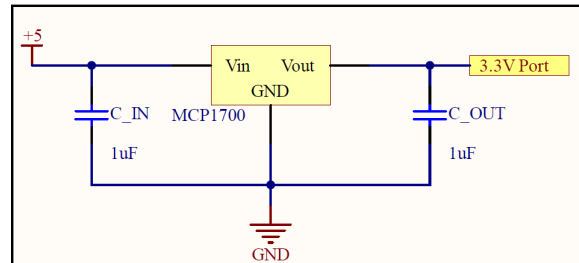 +5
Vin Vout
GND
3.3V Port
C_IN
MCP1700
C_OUT
1uF
1uF
GND